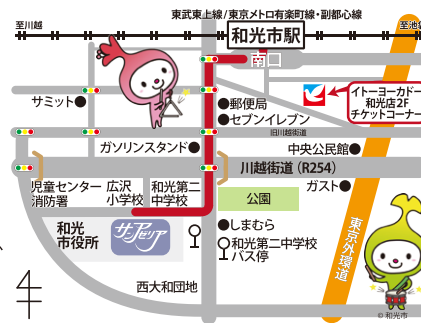 東武東上線/東京メトロ有楽町線・副都心線
至川越
至池袋
和光市駅
南口
イトーヨーカドー
和光店2F
チケットコーナー
サミット
郵便局
セブンイレブン
旧川越街道
ガソリンスタンド
中央公民館
川越街道（R254）
ガスト
児童センター
消防署
広沢
小学校
和光第二
中学校
公園
東京外環道
和光
市役所
サンアゼリア
しまむら
和光第二中学校
バス停
西大和団地
© 和光市